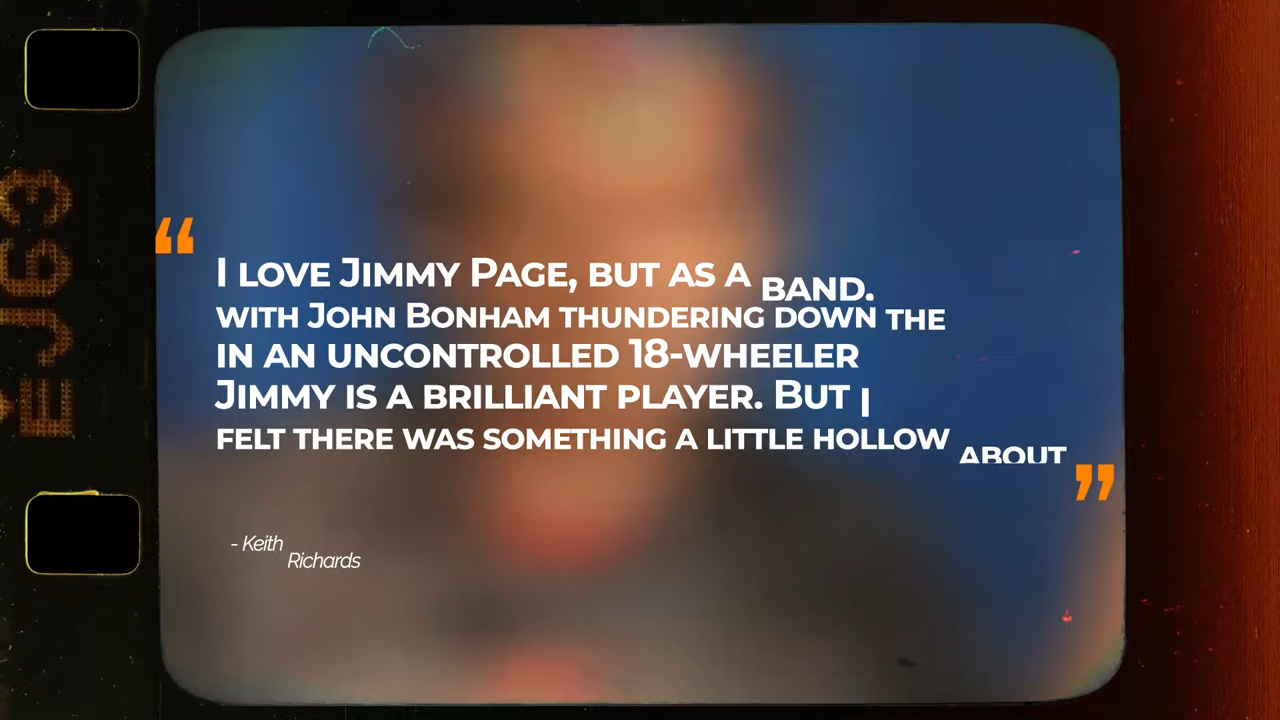 EJ63
“
I LOVE JIMMY PAGE, BUT AS A BAND.
WITH JOHN BONHAM THUNDERING DOWN THE
IN AN UNCONTROLLED 18-WHEELER
JIMMY IS A BRILLIANT PLAYER. BUT I
FELT THERE WAS SOMETHING A LITTLE HOLLOW ABOUT
”
- Keith Richards